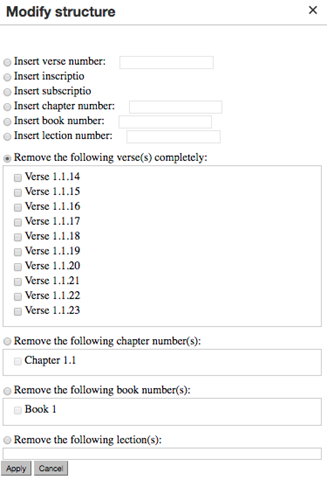 Modify structure ×
Insert verse number:
Insert inscriptio
Insert subscriptio
Insert chapter number:
Insert book number:
Insert lection number:
Remove the following verse(s) completely:
Verse 1.1.14
Verse 1.1.15
Verse 1.1.16
Verse 1.1.17
Verse 1.1.18
Verse 1.1.19
Verse 1.1.20
Verse 1.1.21
Verse 1.1.22
Verse 1.1.23
Remove the following chapter number(s):
Chapter 1.1
Remove the following book number(s):
Book 1
Remove the following lection(s):
Apply Cancel